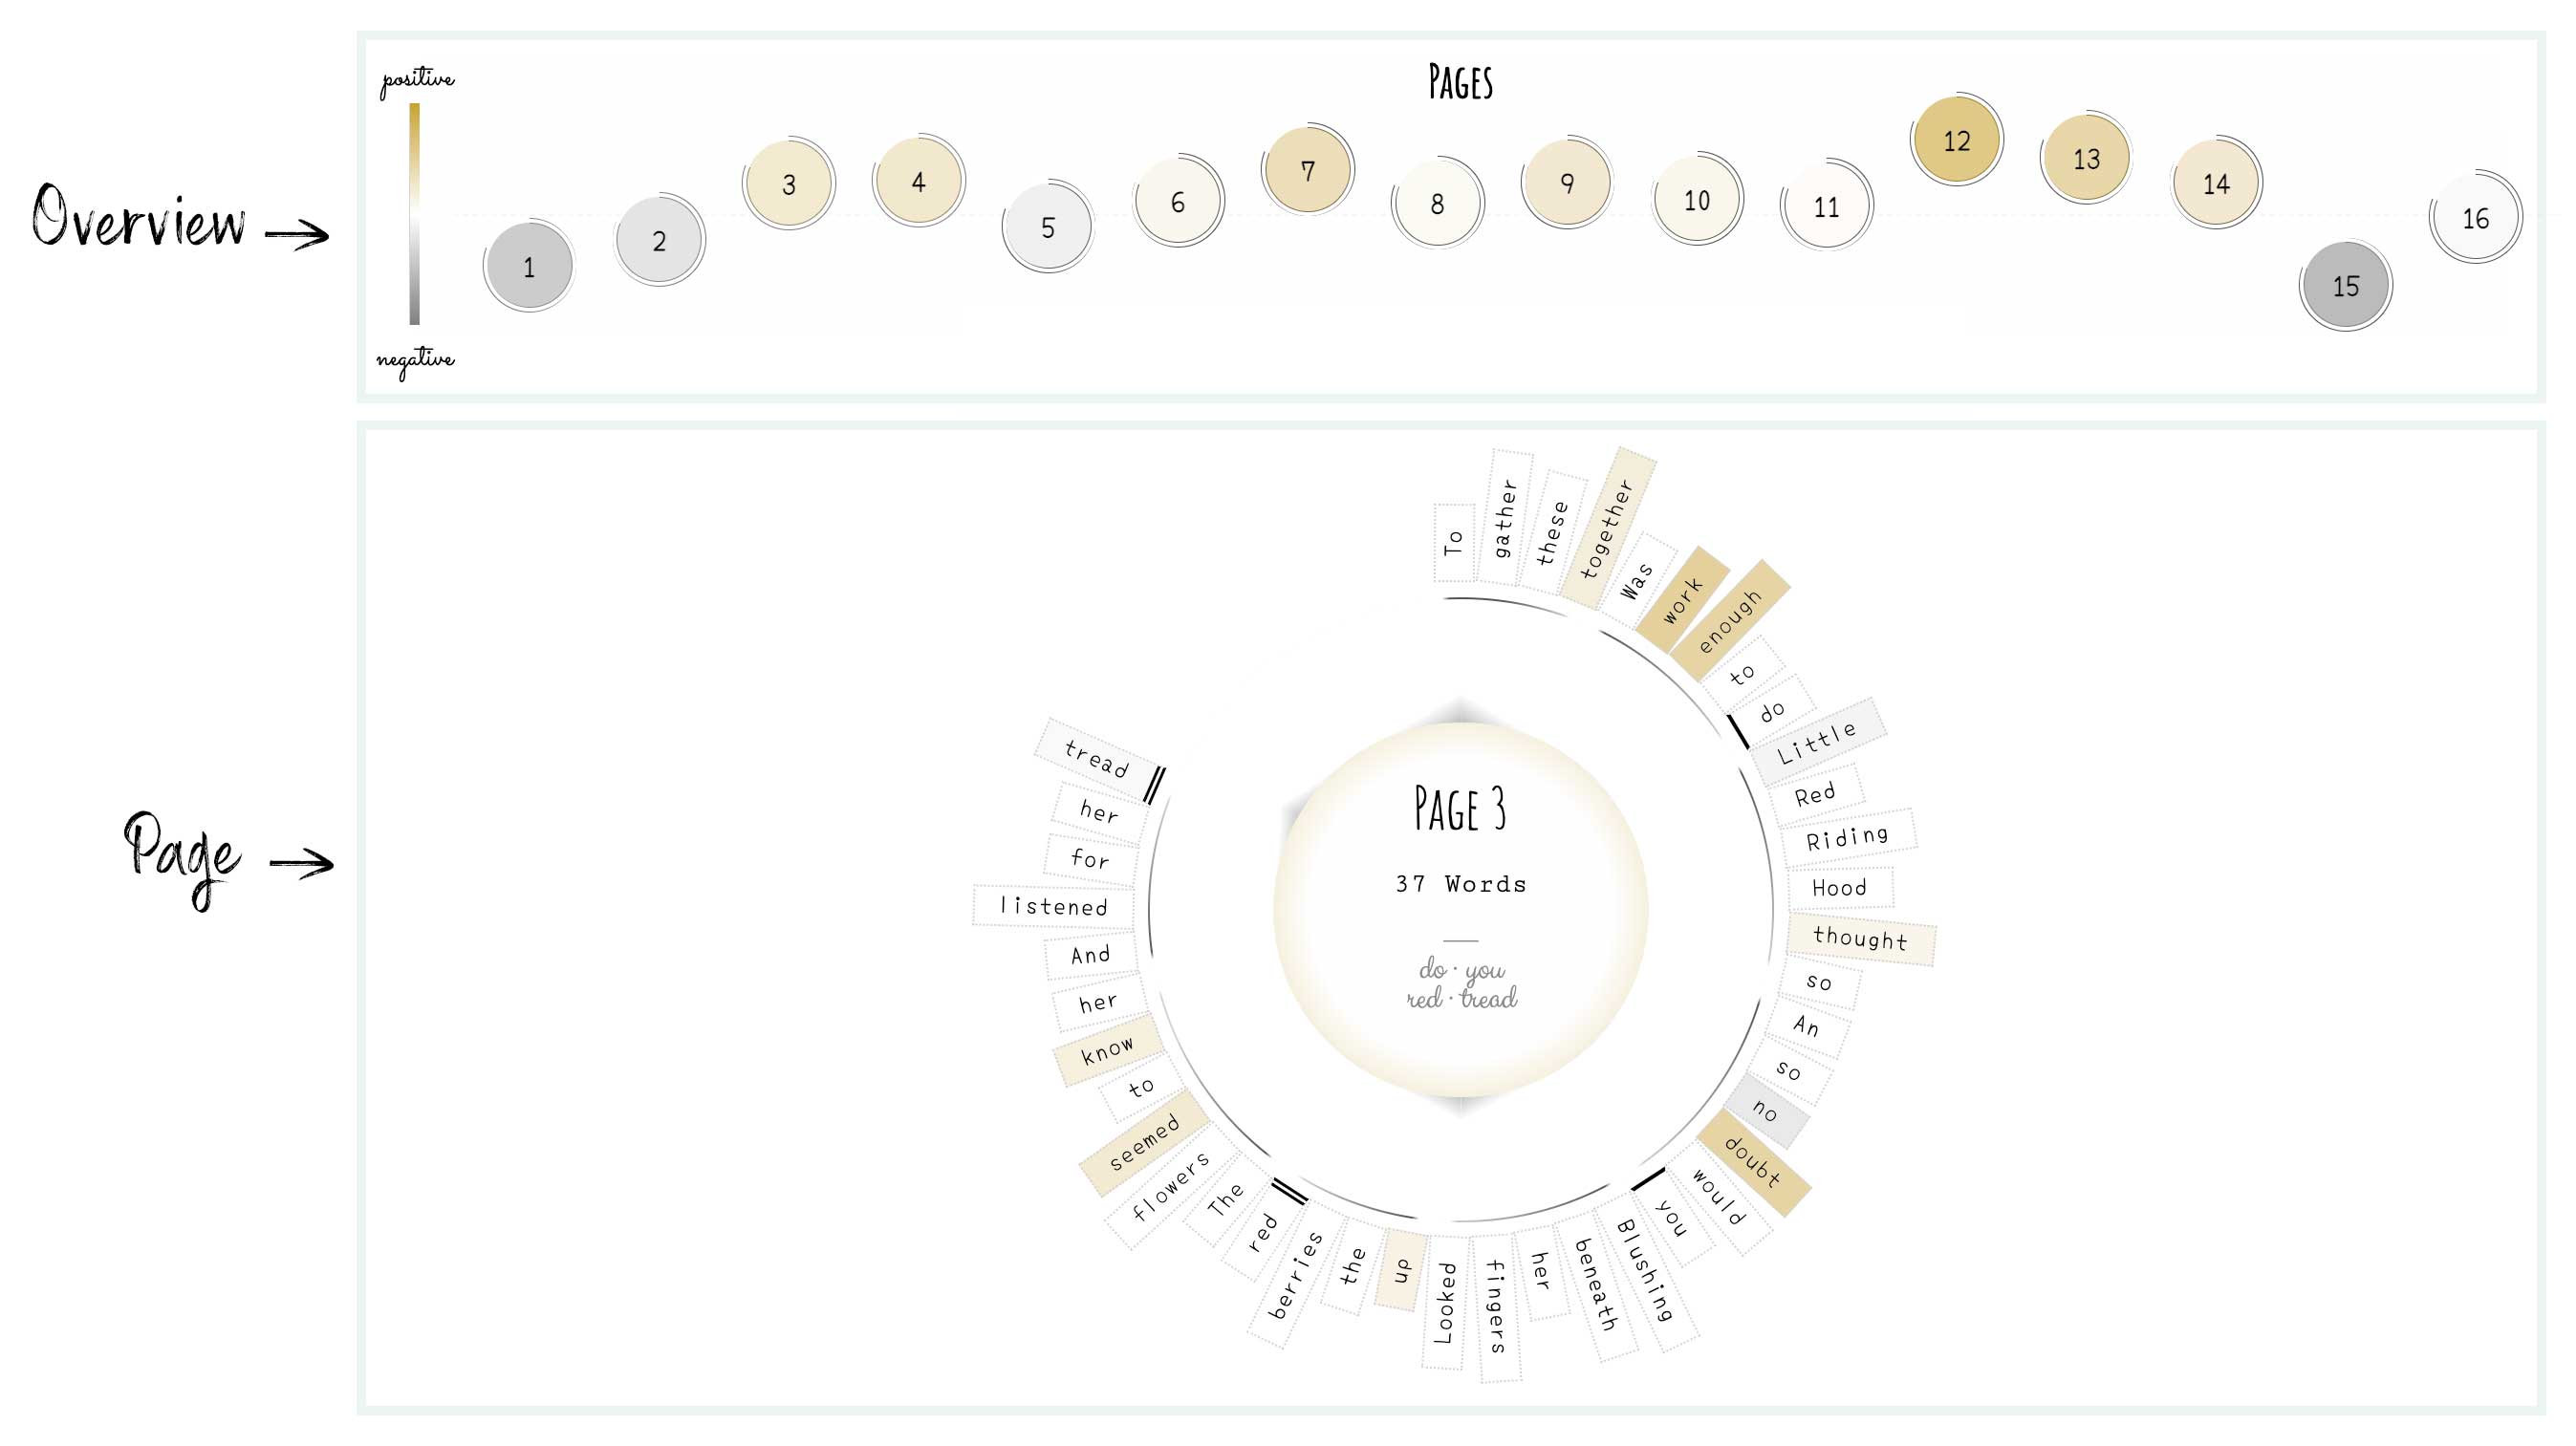 Overview
positive
negative
Pages
1
2
3
4
5
6
7
8
9
10
11
12
13
14
15
16
Page
Page 3
37 Words
do · you
red · tread
To
gather
these
together
Was
work
enough
to
do
Little
Red
Riding
Hood
thought
so
An
so
no
doubt
would
you
Blushing
beneath
her
fingers
Looked
up
the
berries
red
The
flowers
seemed
to
know
her
And
listened
for
her
tread